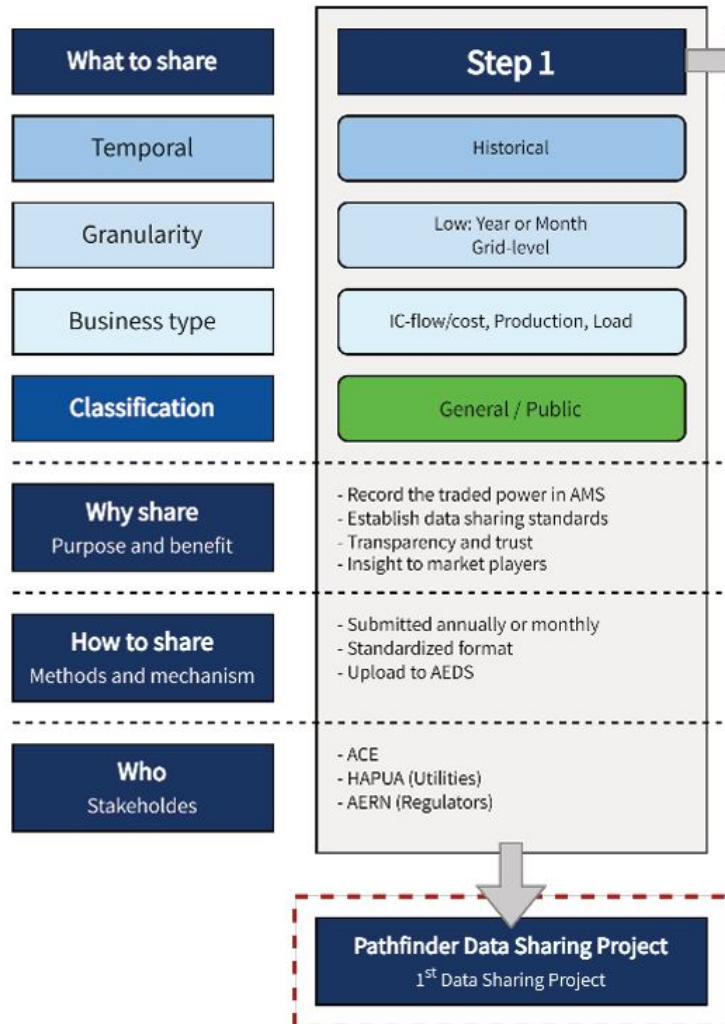 What to share
Step 1
Temporal
Historical
Granularity
Low: Year or Month
Grid-level
Business type
IC-flow/cost, Production, Load
Classification
General / Public
Why share
Purpose and benefit
- Record the traded power in AMS
- Establish data sharing standards
- Transparency and trust
- Insight to market players
How to share
Methods and mechanism
- Submitted annually or monthly
- Standardized format
- Upload to AEDS
Who
Stakeholdes
- ACE
- HAPUA (Utilities)
- AERN (Regulators)
Pathfinder Data Sharing Project
1st Data Sharing Project